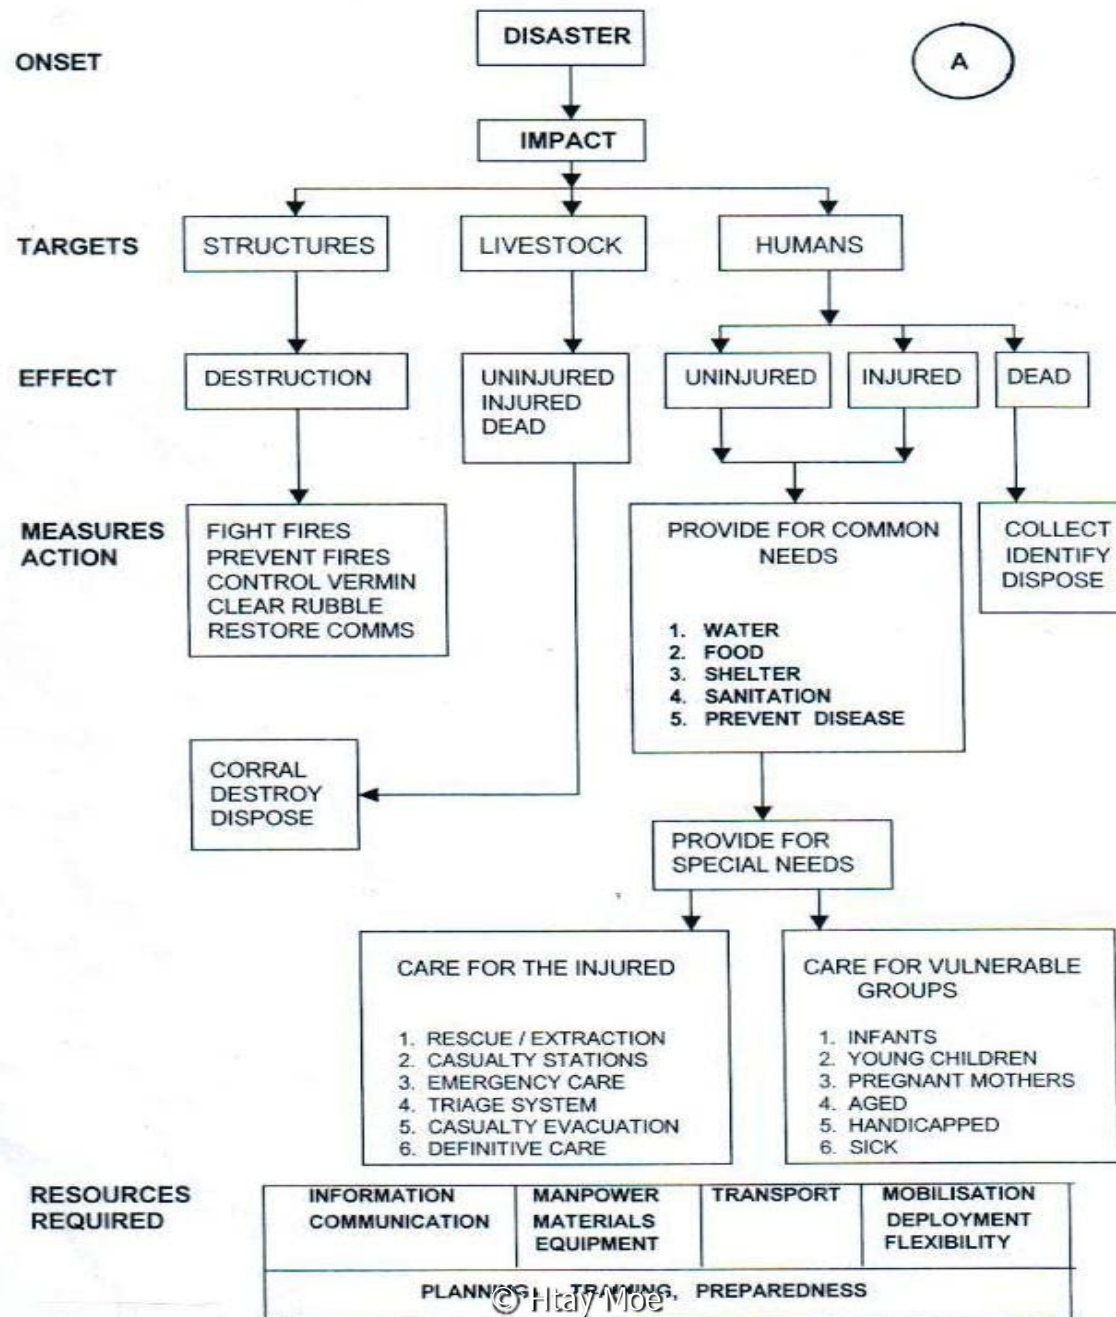 ONSET
DISASTER
A
IMPACT
TARGETS
STRUCTURES
LIVESTOCK
HUMANS
EFFECT
DESTRUCTION
UNINJURED
INJURED
DEAD
UNINJURED
INJURED
DEAD
MEASURES
ACTION
FIGHT FIRES
PREVENT FIRES
CONTROL VERMIN
CLEAR RUBBLE
RESTORE COMMS
PROVIDE FOR COMMON
NEEDS
1. WATER
2. FOOD
3. SHELTER
4. SANITATION
5. PREVENT DISEASE
COLLECT
IDENTIFY
DISPOSE
CORRAL
DESTROY
DISPOSE
PROVIDE FOR
SPECIAL NEEDS
CARE FOR THE INJURED
1. RESCUE / EXTRACTION
2. CASUALTY STATIONS
3. EMERGENCY CARE
4. TRIAGE SYSTEM
5. CASUALTY EVACUATION
6. DEFINITIVE CARE
CARE FOR VULNERABLE
GROUPS
1. INFANTS
2. YOUNG CHILDREN
3. PREGNANT MOTHERS
4. AGED
5. HANDICAPPED
6. SICK
RESOURCES
REQUIRED
INFORMATION
COMMUNICATION
MANPOWER
MATERIALS
EQUIPMENT
TRANSPORT
MOBILISATION
DEPLOYMENT
FLEXIBILITY
PLANNING, TRAINING, PREPAREDNESS
© Htay Moe